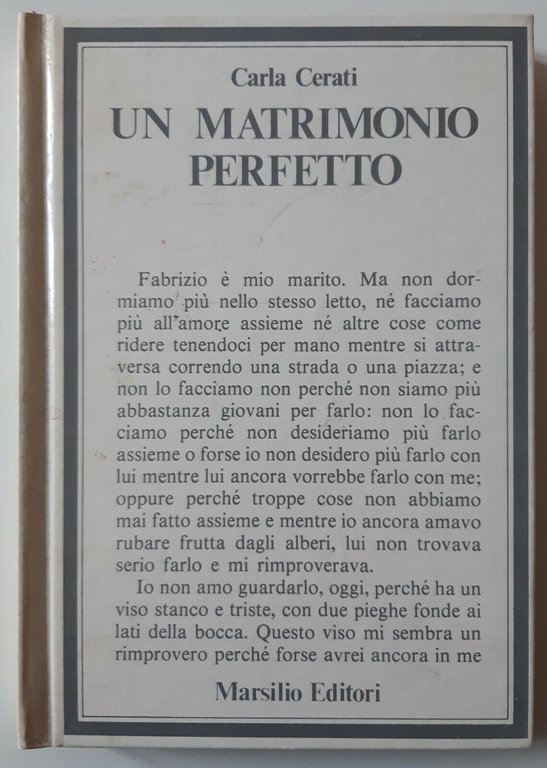 Carla Cerati
UN MATRIMONIO
PERFETTO
Fabrizio è mio marito. Ma non dor-
miamo più nello stesso letto, né facciamo
più all'amore assieme né altre cose come
ridere tenendoci per mano mentre si attra-
versa correndo una strada o una piazza; e
non lo facciamo non perché non siamo più
abbastanza giovani per farlo: non lo fac-
ciamo perché non desideriamo più farlo
assieme o forse io non desidero più farlo con
lui mentre lui ancora vorrebbe farlo con me;
oppure perché troppe cose non abbiamo
mai fatto assieme e mentre io ancora amavo
rubare frutta dagli alberi, lui non trovava
serio farlo e mi rimproverava.
Io non amo guardarlo, oggi, perché ha un
viso stanco e triste, con due pieghe fonde ai
lati della bocca. Questo viso mi sembra un
rimprovero perché forse avrei ancora in me
Marsilio Editori